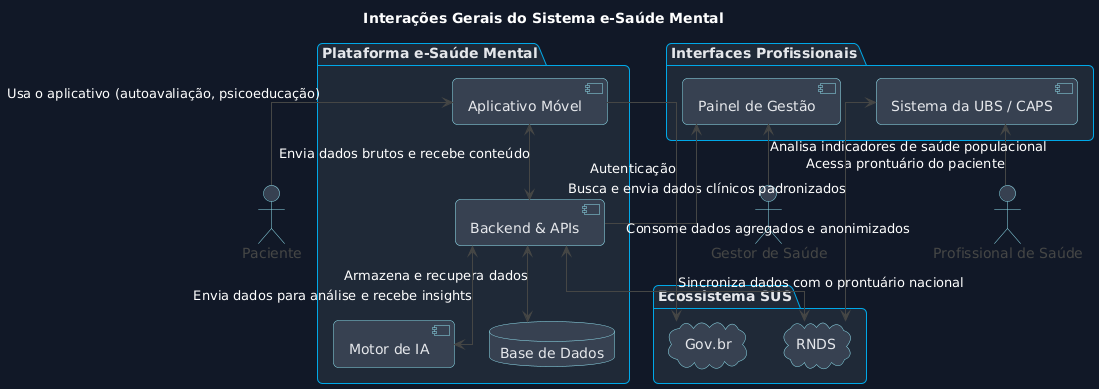 Interações Gerais do Sistema e-Saúde Mental
Plataforma e-Saúde Mental
Interfaces Profissionais
Usa o aplicativo (autoavaliação, psicoeducação)
Aplicativo Móvel
Painel de Gestão
Sistema da UBS / CAPS
Envia dados brutos e recebe conteúdo
Analisa indicadores de saúde populacional
Acessa prontuário do paciente
Autenticação
Busca e envia dados clínicos padronizados
Backend & APIs
Consome dados agregados e anonimizados
Paciente
Gestor de Saúde
Profissional de Saúde
Armazena e recupera dados
Sincroniza dados com o prontuário nacional
Envia dados para análise e recebe insights
Ecossistema SUS
Motor de IA
Base de Dados
Gov.br
RNDS